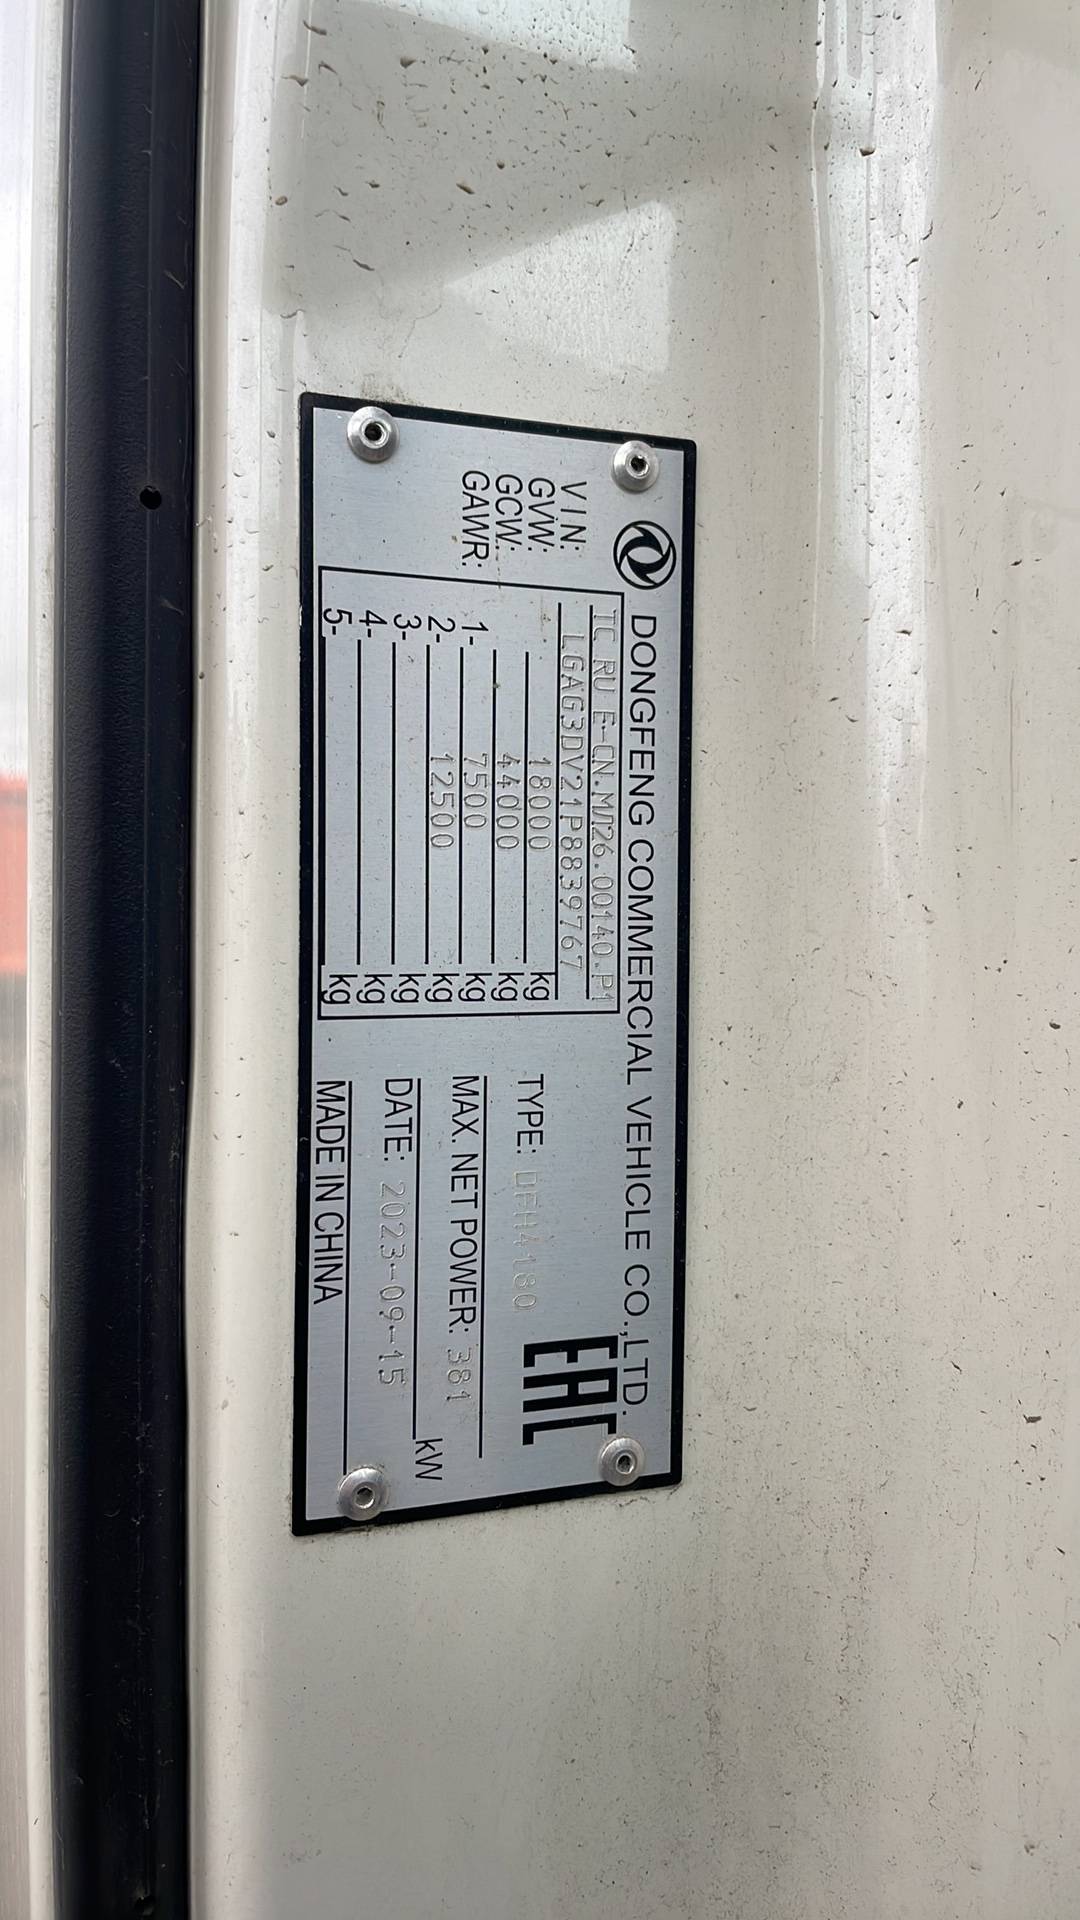 DONGFENG COMMERCIAL VEHICLE CO.,LTD.
TC RU E-CN.МЛ26.00140.P1
VIN: LGAG3DV21P8839767
GVW: 18000 kg
GCW: 44000 kg
GAWR: 1- 7500 kg
2- 12500 kg
3- kg
4- kg
5- kg
EAC
TYPE: DFH4180
MAX. NET POWER: 381 kW
DATE: 2023-09-15
MADE IN CHINA